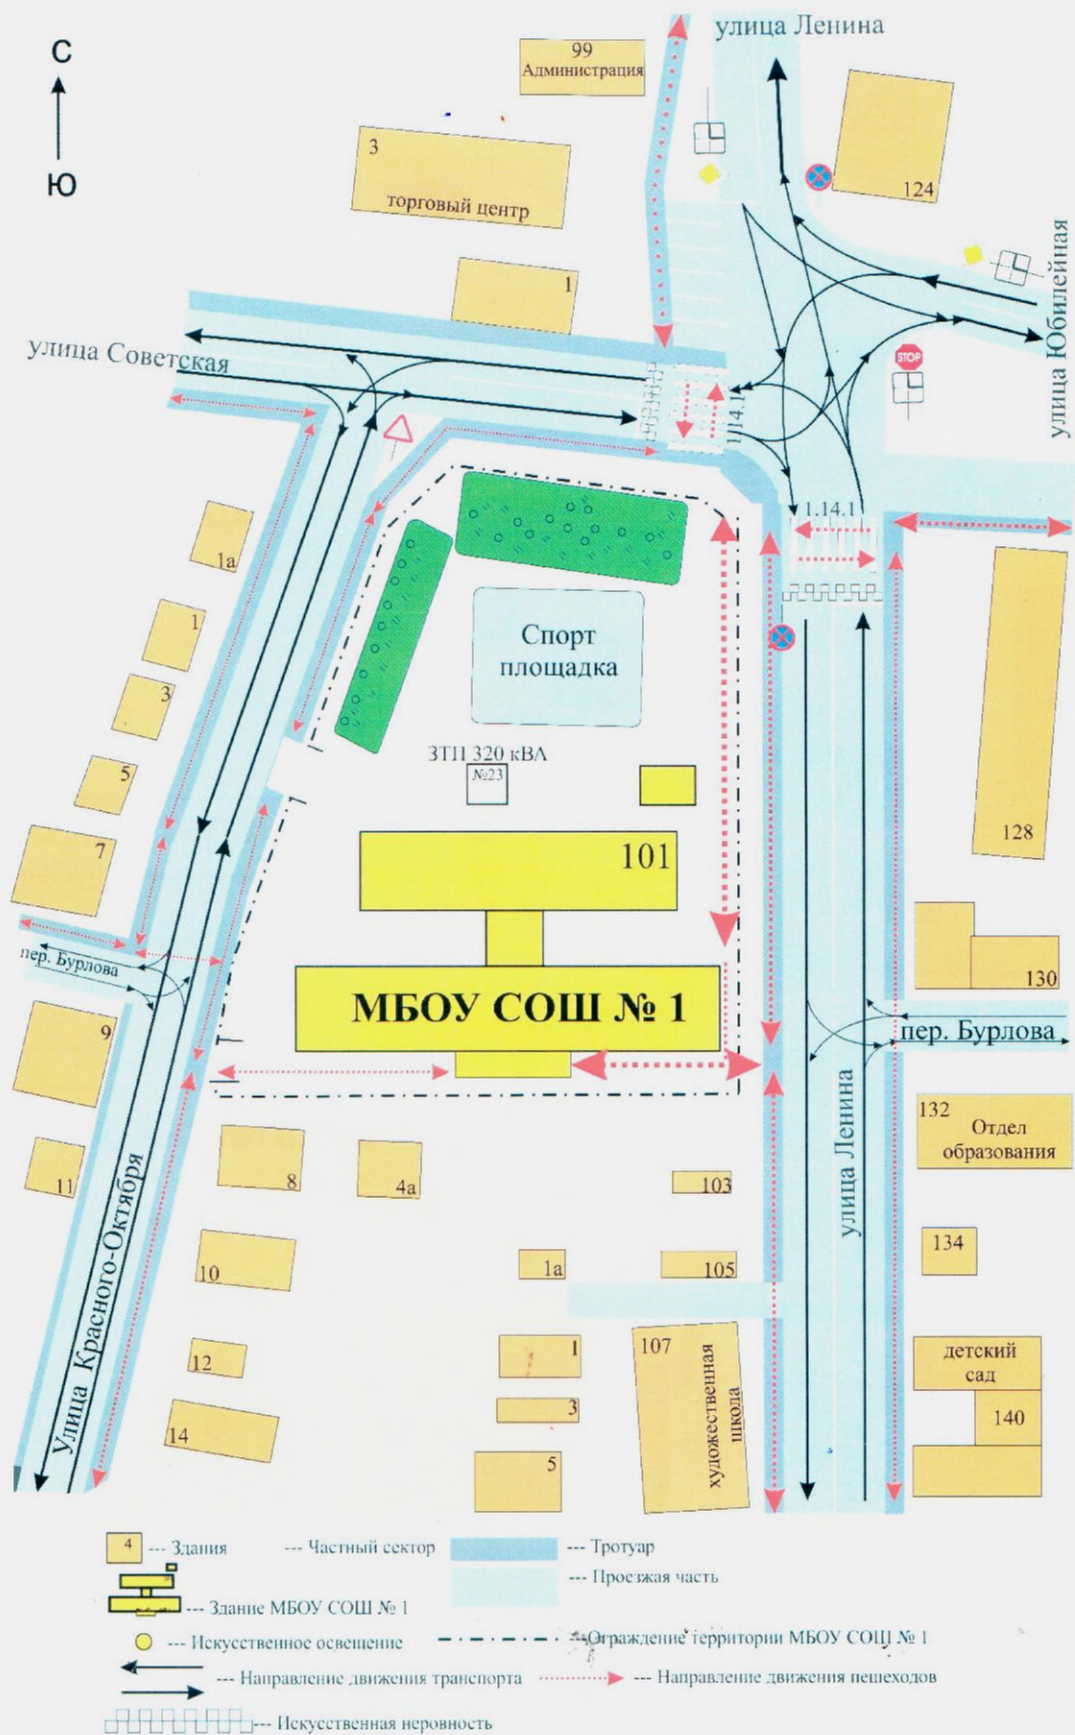 улица Ленина
С
99
Администрация
Ю
3
торговый центр
124
1
улица Юбилейная
улица Советская
STOP
1.14.1
1.14.1
1а
Спорт
площадка
1
3
ЗТП 320 кВА
№23
5
7
101
128
пер. Бурлова
130
МБОУ СОШ № 1
9
пер. Бурлова
132
Отдел
образования
11
8
4а
103
улица Ленина
Улица Красного-Октября
134
10
1а
105
12
1
107
художественная
школа
детский
сад
140
3
14
5
4
--- Здания
--- Частный сектор
--- Тротуар
--- Проезжая часть
--- Здание МБОУ СОШ № 1
--- Искусственное освещение
---Ограждение территории МБОУ СОШ № 1
--- Направление движения транспорта
--- Направление движения пешеходов
--- Искусственная неровность